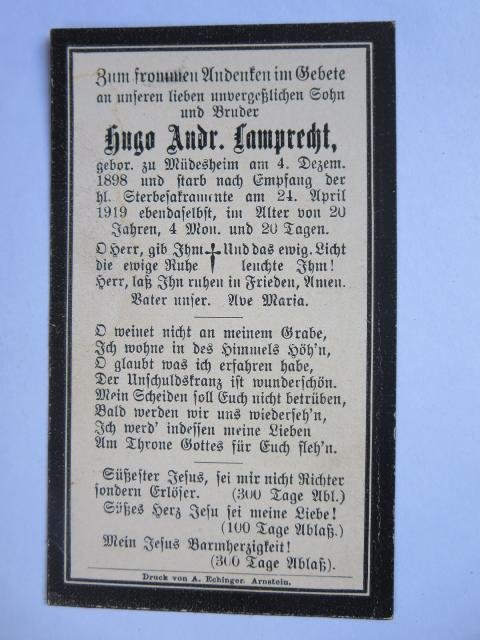 Zum frommen Andenken im Gebete
an unseren lieben unvergeßlichen Sohn
und Bruder
Hugo Andr. Lamprecht,
gebor. zu Müdesheim am 4. Dezem.
1898 und starb nach Empfang der
hl. Sterbesakramente am 24. April
1919 ebendaselbst, im Alter von 20
Jahren, 4 Mon. und 20 Tagen.
O Herr, gib Ihm † Und das ewig. Licht
die ewige Ruhe leuchte Ihm!
Herr, laß Ihn ruhen in Frieden, Amen.
Vater unser. Ave Maria.
O weinet nicht an meinem Grabe,
Ich wohne in des Himmels Höh'n,
O glaubt was ich erfahren habe,
Der Unschuldskranz ist wunderschön.
Mein Scheiden soll Euch nicht betrüben,
Bald werden wir uns wiederseh'n,
Ich werd' indessen meine Lieben
Am Throne Gottes für Euch fleh'n.
Süßester Jesus, sei mir nicht Richter
sondern Erlöser. (300 Tage Abl.)
Süßes Herz Jesu sei meine Liebe!
(100 Tage Ablaß.)
Mein Jesus Barmherzigkeit!
(300 Tage Ablaß).
Druck von A. Echinger. Arnstein.